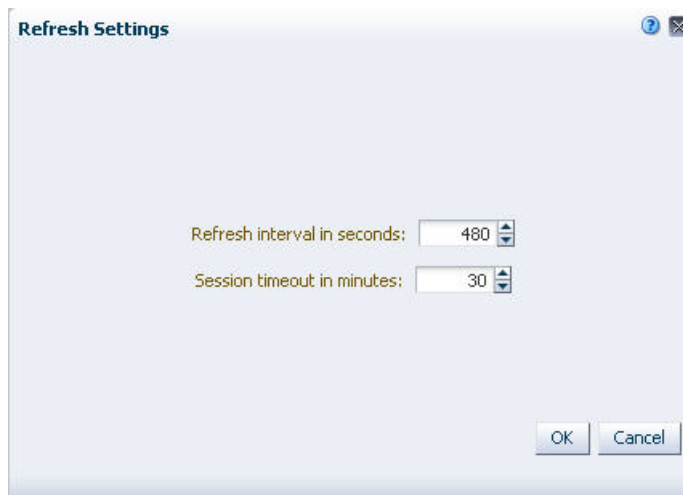 Refresh Settings
Refresh interval in seconds: 480
Session timeout in minutes: 30
OK Cancel